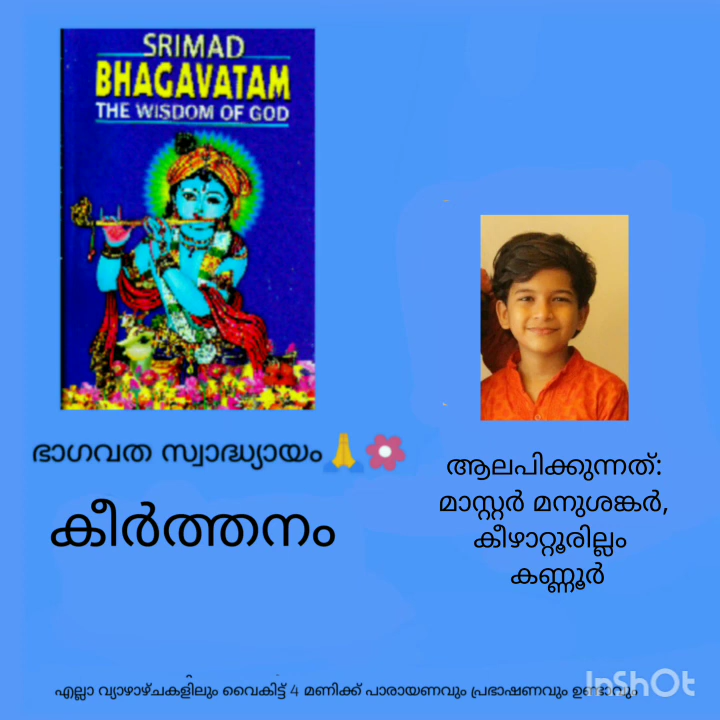 SRIMAD
BHAGAVATAM
THE WISDOM OF GOD
ഭാഗവത സ്വാദ്ധ്യായം🙏🌸
കീർത്തനം
ആലപിക്കുന്നത്:
മാസ്റ്റർ മനുശങ്കർ,
കീഴാറ്റൂരില്ലം
കണ്ണൂർ
എല്ലാ വ്യാഴാഴ്ചകളിലും വൈകിട്ട് 4 മണിക്ക് പാരായണവും പ്രഭാഷണവും ഉണ്ടാവും
InShOt